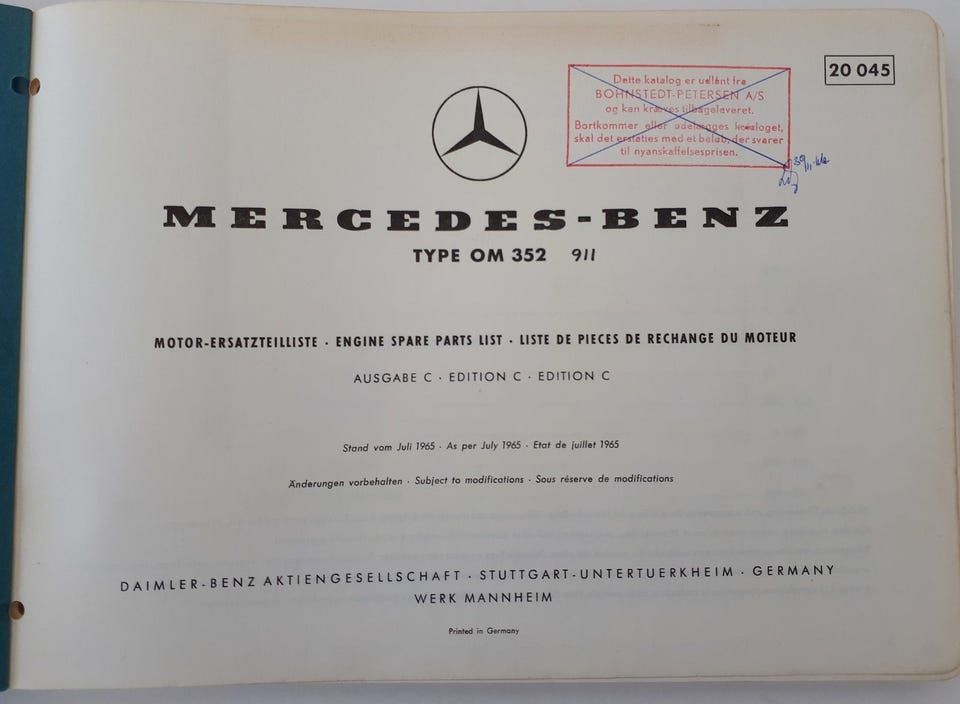 20 045
Dette katalog er udlånt fra
BOHNSTEDT-PETERSEN A/S
og kan kræves tilbageleveret.
Bortkommer eller ødelægges kataloget,
skal det erstattes med et beløb, der svarer
til nyanskaffelsesprisen.
MERCEDES-BENZ
TYPE OM 352 911
MOTOR-ERSATZTEILLISTE · ENGINE SPARE PARTS LIST · LISTE DE PIECES DE RECHANGE DU MOTEUR
AUSGABE C · EDITION C · EDITION C
Stand vom Juli 1965 · As per July 1965 · Etat de juillet 1965
Änderungen vorbehalten · Subject to modifications · Sous réserve de modifications
DAIMLER-BENZ AKTIENGESELLSCHAFT · STUTTGART-UNTERTUERKHEIM · GERMANY
WERK MANNHEIM
Printed in Germany